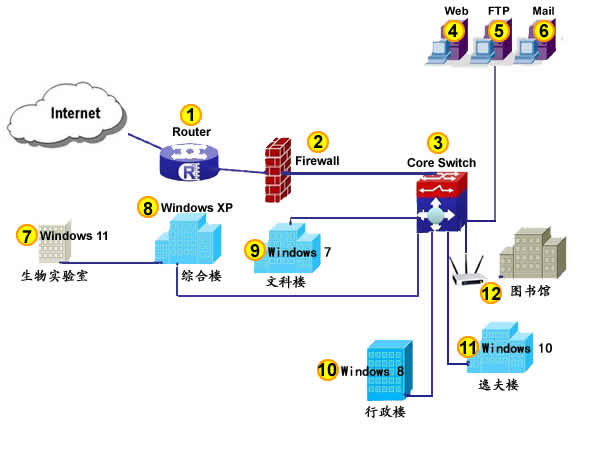 Web FTP Mail
4 5 6
Internet
1
Router
2
Firewall
3
Core Switch
R
8 Windows XP
7 Windows 11
9 Windows 7
生物实验室
综合楼
文科楼
12 图书馆
11 Windows 10
10 Windows 8
逸夫楼
行政楼